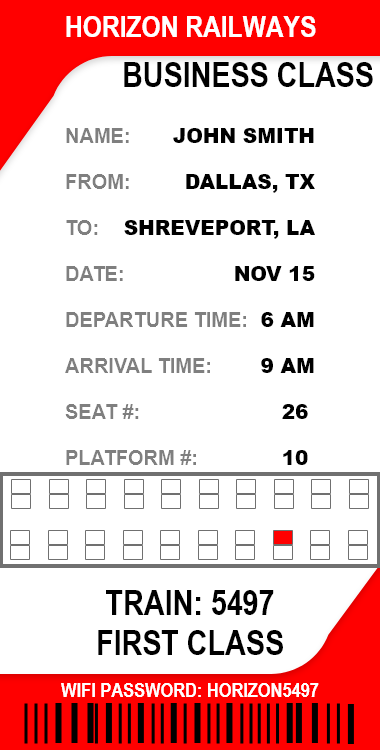 HORIZON RAILWAYS
BUSINESS CLASS
NAME: JOHN SMITH
FROM: DALLAS, TX
TO: SHREVEPORT, LA
DATE: NOV 15
DEPARTURE TIME: 6 AM
ARRIVAL TIME: 9 AM
SEAT #: 26
PLATFORM #: 10
TRAIN: 5497
FIRST CLASS
WIFI PASSWORD: HORIZON5497